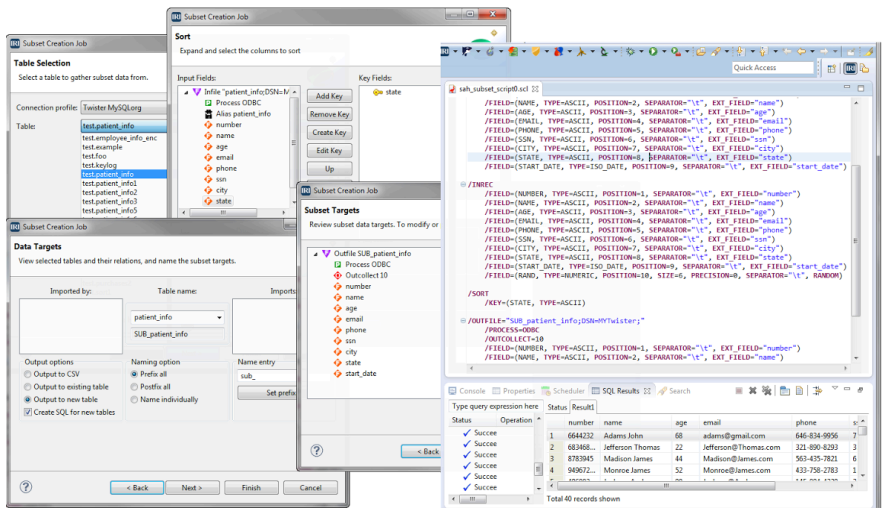 IRI Subset Creation Job
Table Selection
Select a table to gather subset data from.
Connection profile: Twister MySQLorg
Table: test.patient_info
test.employee_info_enc
test.example
test.foo
test.keylog
test.patient_info
test.patient_info1
test.patient_info2
test.patient_info3
test.patient_info5
IRI Subset Creation Job
Sort
Expand and select the columns to sort
Input Fields:
Infile "patient_info;DSN=M
Process ODBC
Alias patient_info
number
name
age
email
phone
ssn
city
state
Add Key
Remove Key
Create Key
Edit Key
Up
Key Fields:
state
IRI Subset Creation Job
Data Targets
View selected tables and their relations, and name the subset targets.
Imported by:
Table name:
Imports:
patient_info
SUB_patient_info
Output options
Output to CSV
Output to existing table
Output to new table
Create SQL for new tables
Naming option
Prefix all
Postfix all
Name individually
Name entry
sub_
Set prefix
< Back
Next >
Finish
Cancel
IRI Subset Creation Job
Subset Targets
Review subset data targets. To modify or
Outfile SUB_patient_info
Process ODBC
Outcollect 10
number
name
age
email
phone
ssn
city
state
start_date
< Back
Quick Access
IRI
sah_subset_script0.scl
/FIELD=(NAME, TYPE=ASCII, POSITION=2, SEPARATOR="\t", EXT_FIELD="name")
/FIELD=(AGE, TYPE=ASCII, POSITION=3, SEPARATOR="\t", EXT_FIELD="age")
/FIELD=(EMAIL, TYPE=ASCII, POSITION=4, SEPARATOR="\t", EXT_FIELD="email")
/FIELD=(PHONE, TYPE=ASCII, POSITION=5, SEPARATOR="\t", EXT_FIELD="phone")
/FIELD=(SSN, TYPE=ASCII, POSITION=6, SEPARATOR="\t", EXT_FIELD="ssn")
/FIELD=(CITY, TYPE=ASCII, POSITION=7, SEPARATOR="\t", EXT_FIELD="city")
/FIELD=(STATE, TYPE=ASCII, POSITION=8, SEPARATOR="\t", EXT_FIELD="state")
/FIELD=(START_DATE, TYPE=ISO_DATE, POSITION=9, SEPARATOR="\t", EXT_FIELD="start_date")
/INREC
/FIELD=(NUMBER, TYPE=ASCII, POSITION=1, SEPARATOR="\t", EXT_FIELD="number")
/FIELD=(NAME, TYPE=ASCII, POSITION=2, SEPARATOR="\t", EXT_FIELD="name")
/FIELD=(AGE, TYPE=ASCII, POSITION=3, SEPARATOR="\t", EXT_FIELD="age")
/FIELD=(EMAIL, TYPE=ASCII, POSITION=4, SEPARATOR="\t", EXT_FIELD="email")
/FIELD=(PHONE, TYPE=ASCII, POSITION=5, SEPARATOR="\t", EXT_FIELD="phone")
/FIELD=(SSN, TYPE=ASCII, POSITION=6, SEPARATOR="\t", EXT_FIELD="ssn")
/FIELD=(CITY, TYPE=ASCII, POSITION=7, SEPARATOR="\t", EXT_FIELD="city")
/FIELD=(STATE, TYPE=ASCII, POSITION=8, SEPARATOR="\t", EXT_FIELD="state")
/FIELD=(START_DATE, TYPE=ISO_DATE, POSITION=9, SEPARATOR="\t", EXT_FIELD="start_date")
/FIELD=(RAND, TYPE=NUMERIC, POSITION=10, SIZE=6, PRECISION=0, SEPARATOR="\t", RANDOM)
/SORT
/KEY=(STATE, TYPE=ASCII)
/OUTFILE="SUB_patient_info;DSN=MYTwister;"
/PROCESS=ODBC
/OUTCOLLECT=10
/FIELD=(NUMBER, TYPE=ASCII, POSITION=1, SEPARATOR="\t", EXT_FIELD="number")
/FIELD=(NAME, TYPE=ASCII, POSITION=2, SEPARATOR="\t", EXT_FIELD="name")
Console Properties Scheduler SQL Results Search
Type query expression here
Status Operation
Succee
Succee
Succee
Succee
Succee
Succee
Status Result1
number name age email phone
1 6644232 Adams John 68 adams@gmail.com 646-834-9956 7
2 683468... Jefferson Thomas 22 Jefferson@Thomas.com 321-890-8293 3
3 8783945 Madison James 44 Madison@James.com 563-435-7821 6
4 949672... Monroe James 52 Monroe@James.com 433-758-2783 1
Total 40 records shown